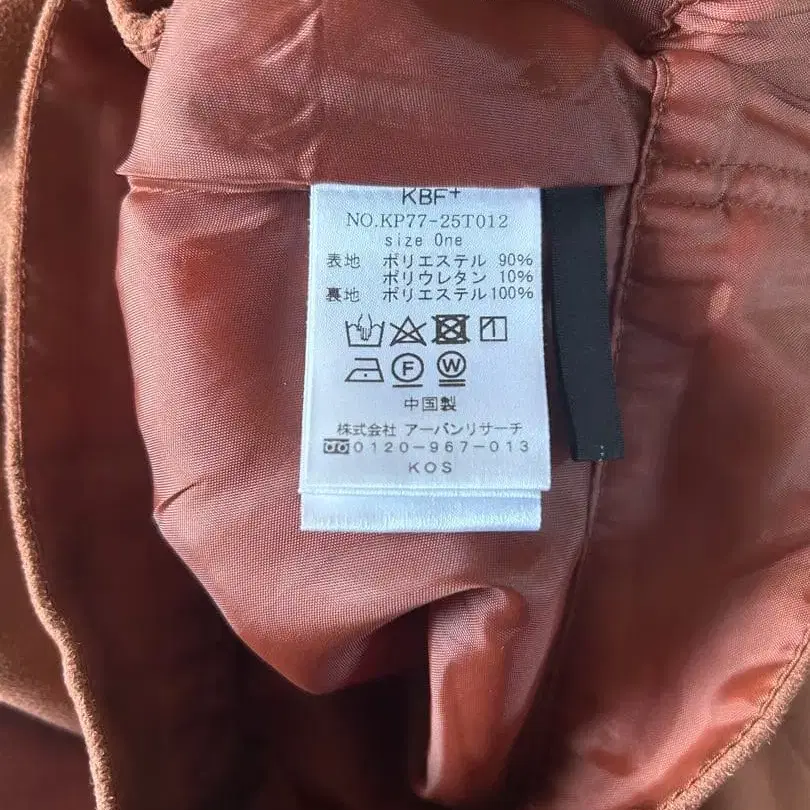 KBF+
NO.KP77-25T012
size One
表地 ポリエステル 90%
ポリウレタン 10%
裏地 ポリエステル100%
F W
中国製
株式会社 アーバンリサーチ
0120-967-013
KOS